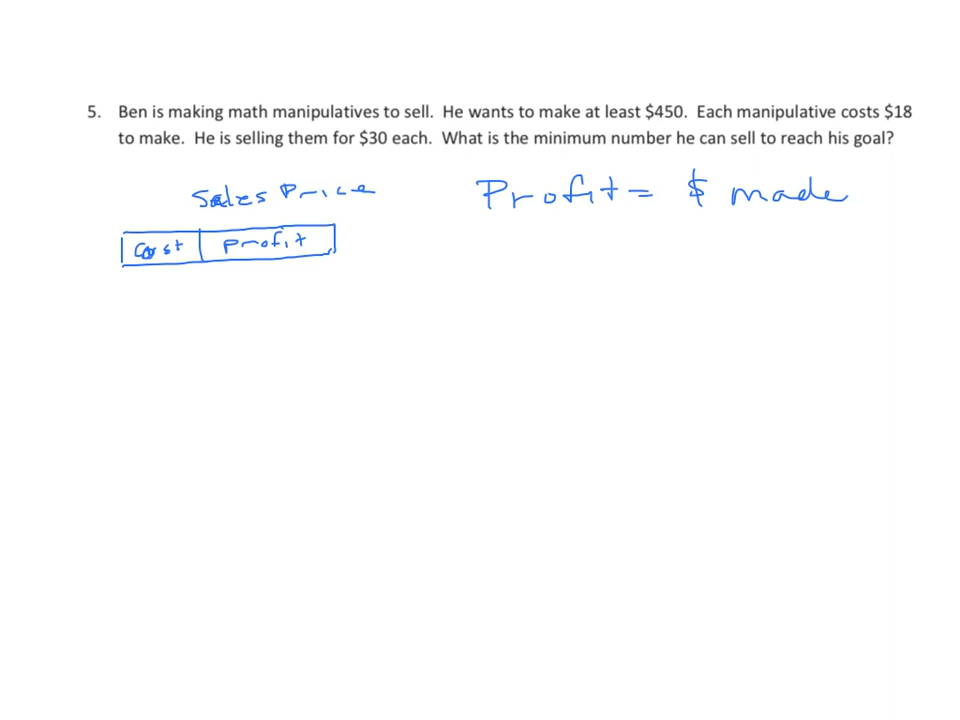 5. Ben is making math manipulatives to sell. He wants to make at least $450. Each manipulative costs $18
to make. He is selling them for $30 each. What is the minimum number he can sell to reach his goal?
Sales Price
Profit = $ made
Cost Profit